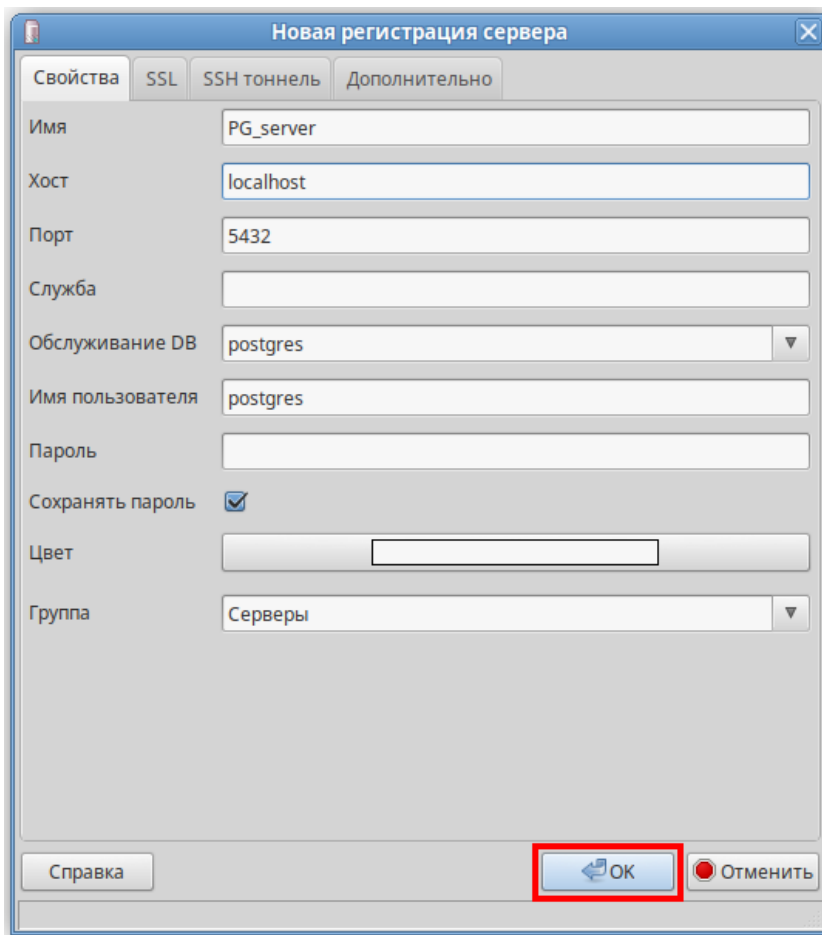 Новая регистрация сервера
Свойства SSL SSH тоннель Дополнительно
Имя PG_server
Хост localhost
Порт 5432
Служба
Обслуживание DB postgres
Имя пользователя postgres
Пароль
Сохранять пароль
Цвет
Группа Серверы
Справка OK Отменить